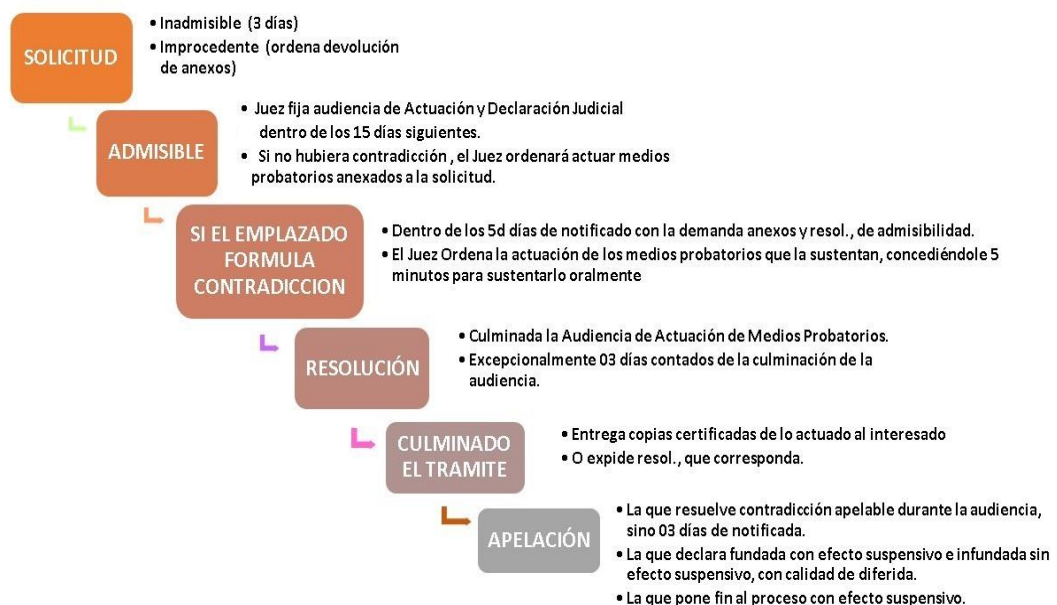 SOLICITUD
• Inadmisible (3 días)
• Improcedente (ordena devolución
de anexos)
ADMISIBLE
• Juez fija audiencia de Actuación y Declaración Judicial
dentro de los 15 días siguientes.
• Si no hubiera contradicción , el Juez ordenará actuar medios
probatorios anexados a la solicitud.
SI EL EMPLAZADO
FORMULA
CONTRADICCION
• Dentro de los 5d días de notificado con la demanda anexos y resol., de admisibilidad.
• El Juez Ordena la actuación de los medios probatorios que la sustentan, concediéndole 5
minutos para sustentarlo oralmente
RESOLUCIÓN
• Culminada la Audiencia de Actuación de Medios Probatorios.
• Excepcionalmente 03 días contados de la culminación de la
audiencia.
CULMINADO
EL TRAMITE
• Entrega copias certificadas de lo actuado al interesado
• O expide resol., que corresponda.
APELACIÓN
• La que resuelve contradicción apelable durante la audiencia,
sino 03 días de notificada.
• La que declara fundada con efecto suspensivo e infundada sin
efecto suspensivo, con calidad de diferida.
• La que pone fin al proceso con efecto suspensivo.